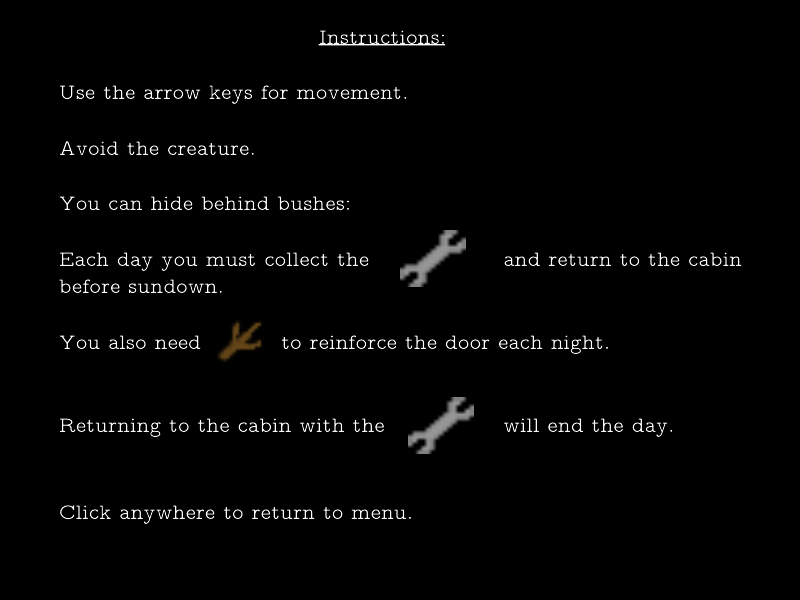 Instructions:
Use the arrow keys for movement.
Avoid the creature.
You can hide behind bushes:
Each day you must collect the and return to the cabin
before sundown.
You also need to reinforce the door each night.
Returning to the cabin with the will end the day.
Click anywhere to return to menu.